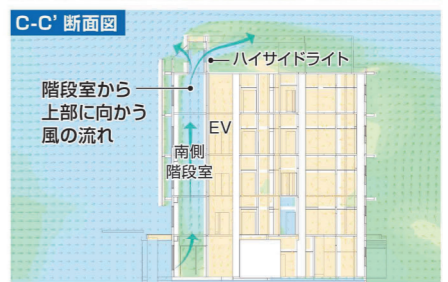 C-C’ 断面図
ハイサイドライト
階段室から
上部に向かう
風の流れ
EV
南側
階段室